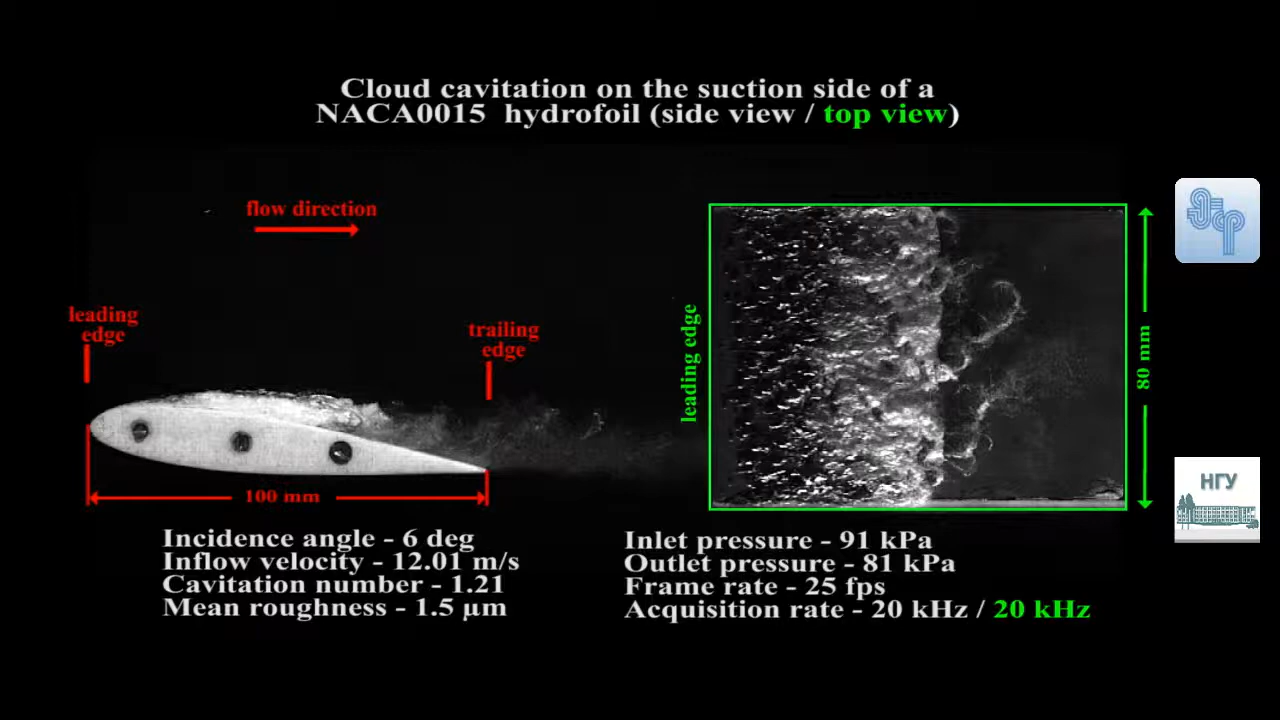 Cloud cavitation on the suction side of a
NACA0015 hydrofoil (side view / top view)
flow direction
leading
edge
trailing
edge
100 mm
leading edge
80 mm
НГУ
Incidence angle - 6 deg
Inflow velocity - 12.01 m/s
Cavitation number - 1.21
Mean roughness - 1.5 μm
Inlet pressure - 91 kPa
Outlet pressure - 81 kPa
Frame rate - 25 fps
Acquisition rate - 20 kHz / 20 kHz